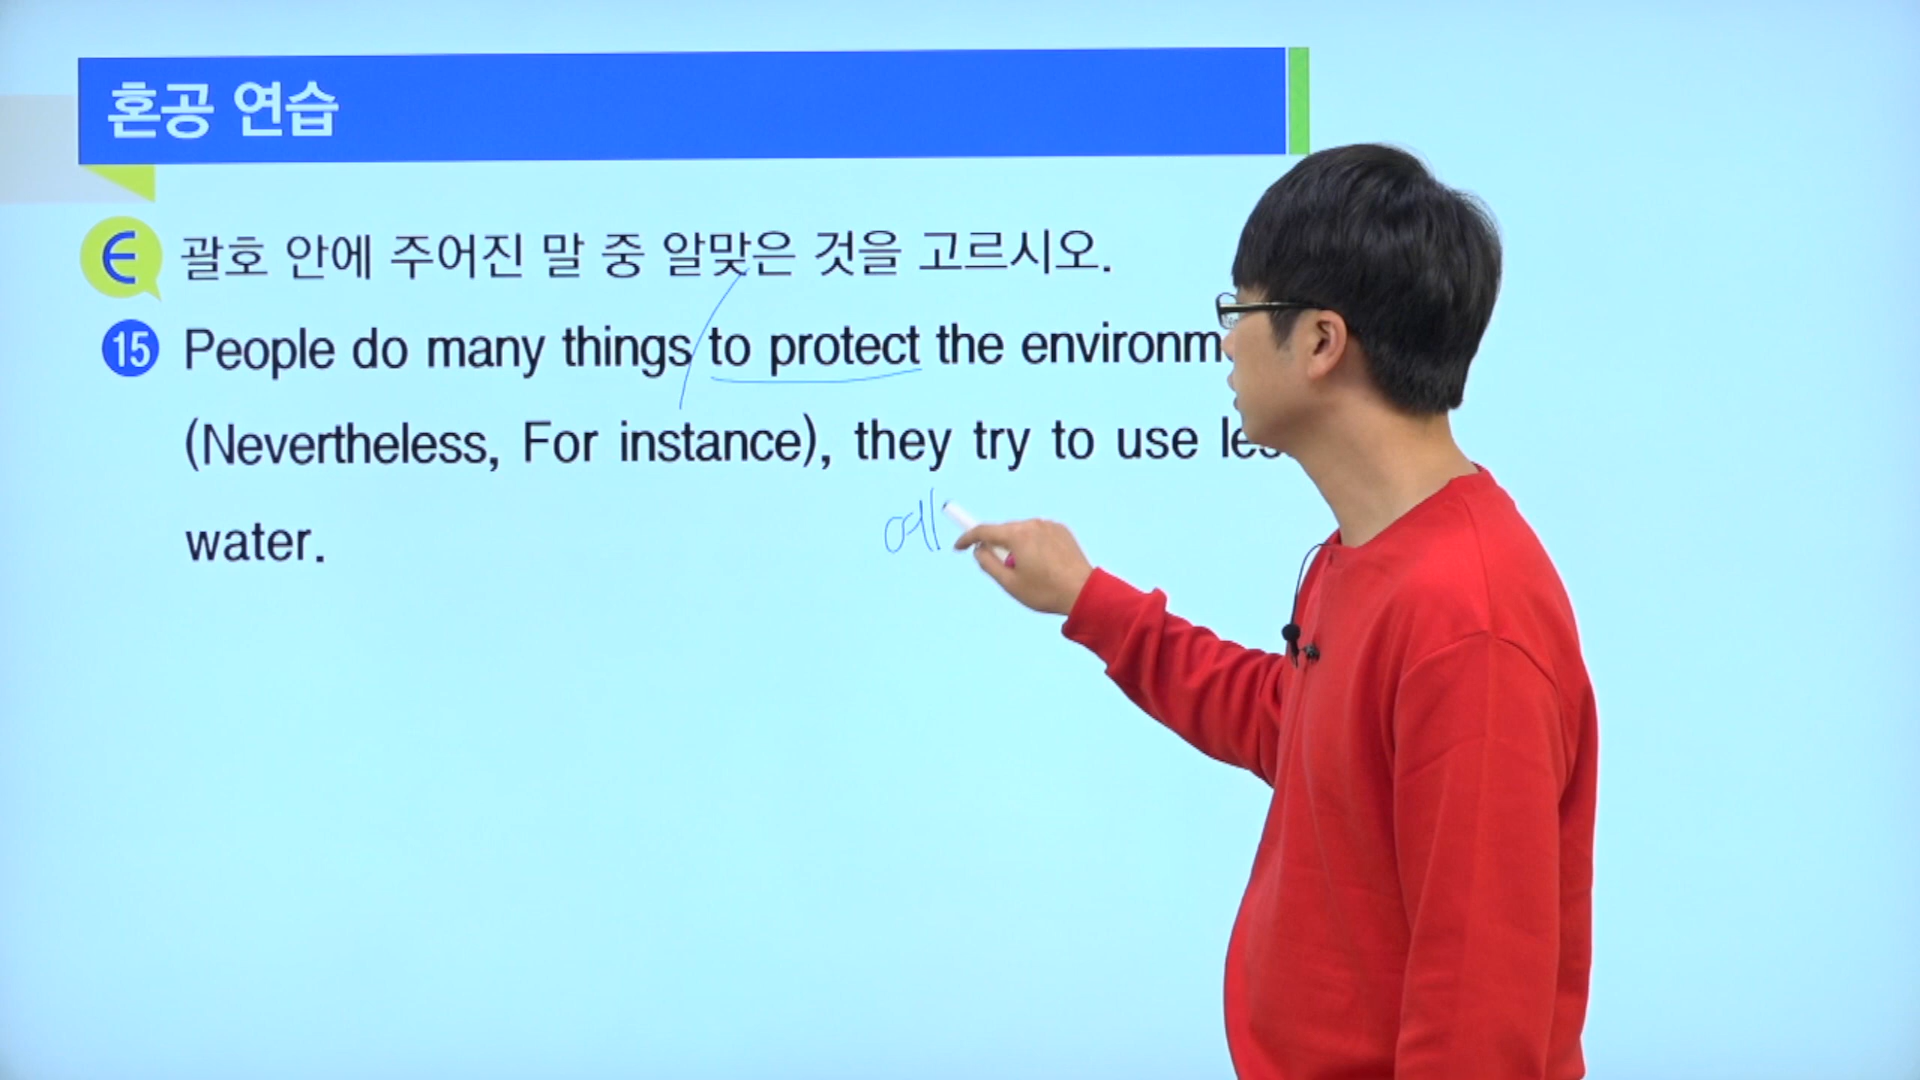 혼공 연습
E 괄호 안에 주어진 말 중 알맞은 것을 고르시오.
15 People do many things to protect the
(Nevertheless, For instance), they try to use
water.
예